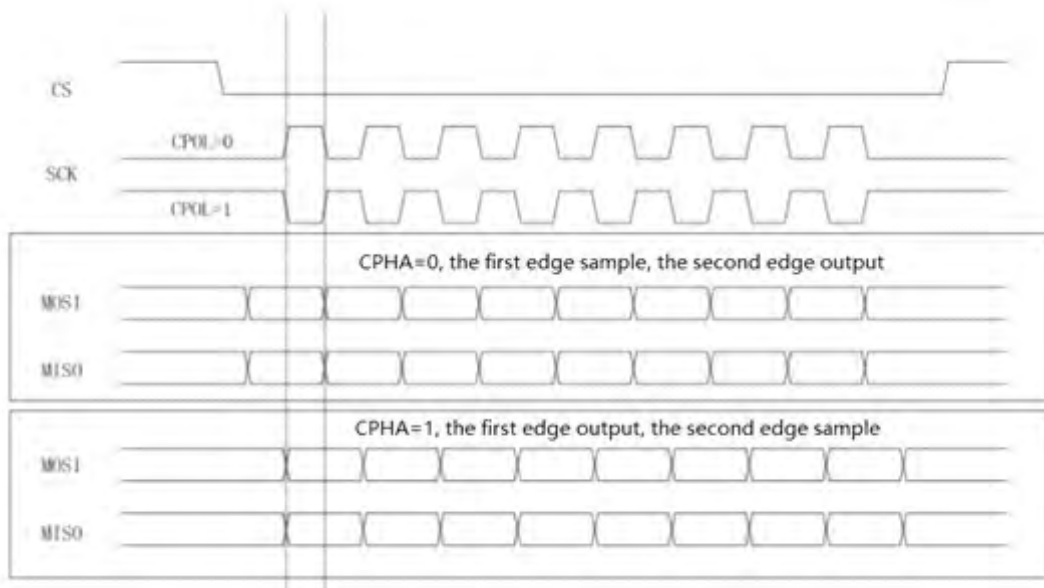 CS
CPOL=0
SCK
CPOL=1
CPHA=0, the first edge sample, the second edge output
MOSI
MISO
CPHA=1, the first edge output, the second edge sample
MOSI
MISO